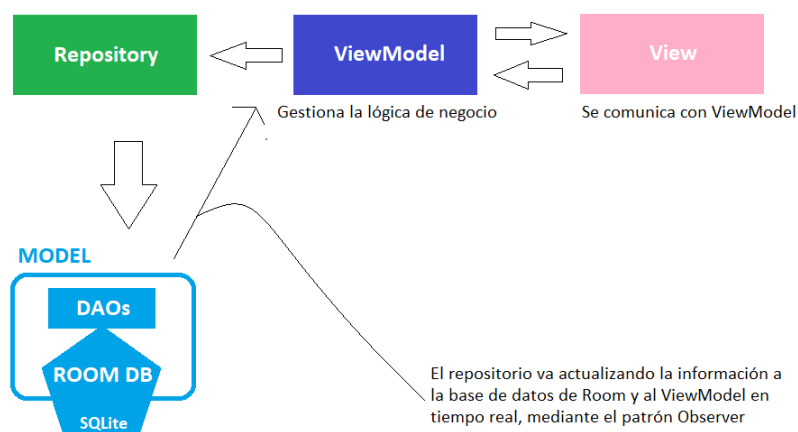 Repository
ViewModel
View
Gestiona la lógica de negocio
Se comunica con ViewModel
MODEL
DAOs
ROOM DB
SQLite
El repositorio va actualizando la información a
la base de datos de Room y al ViewModel en
tiempo real, mediante el patrón Observer